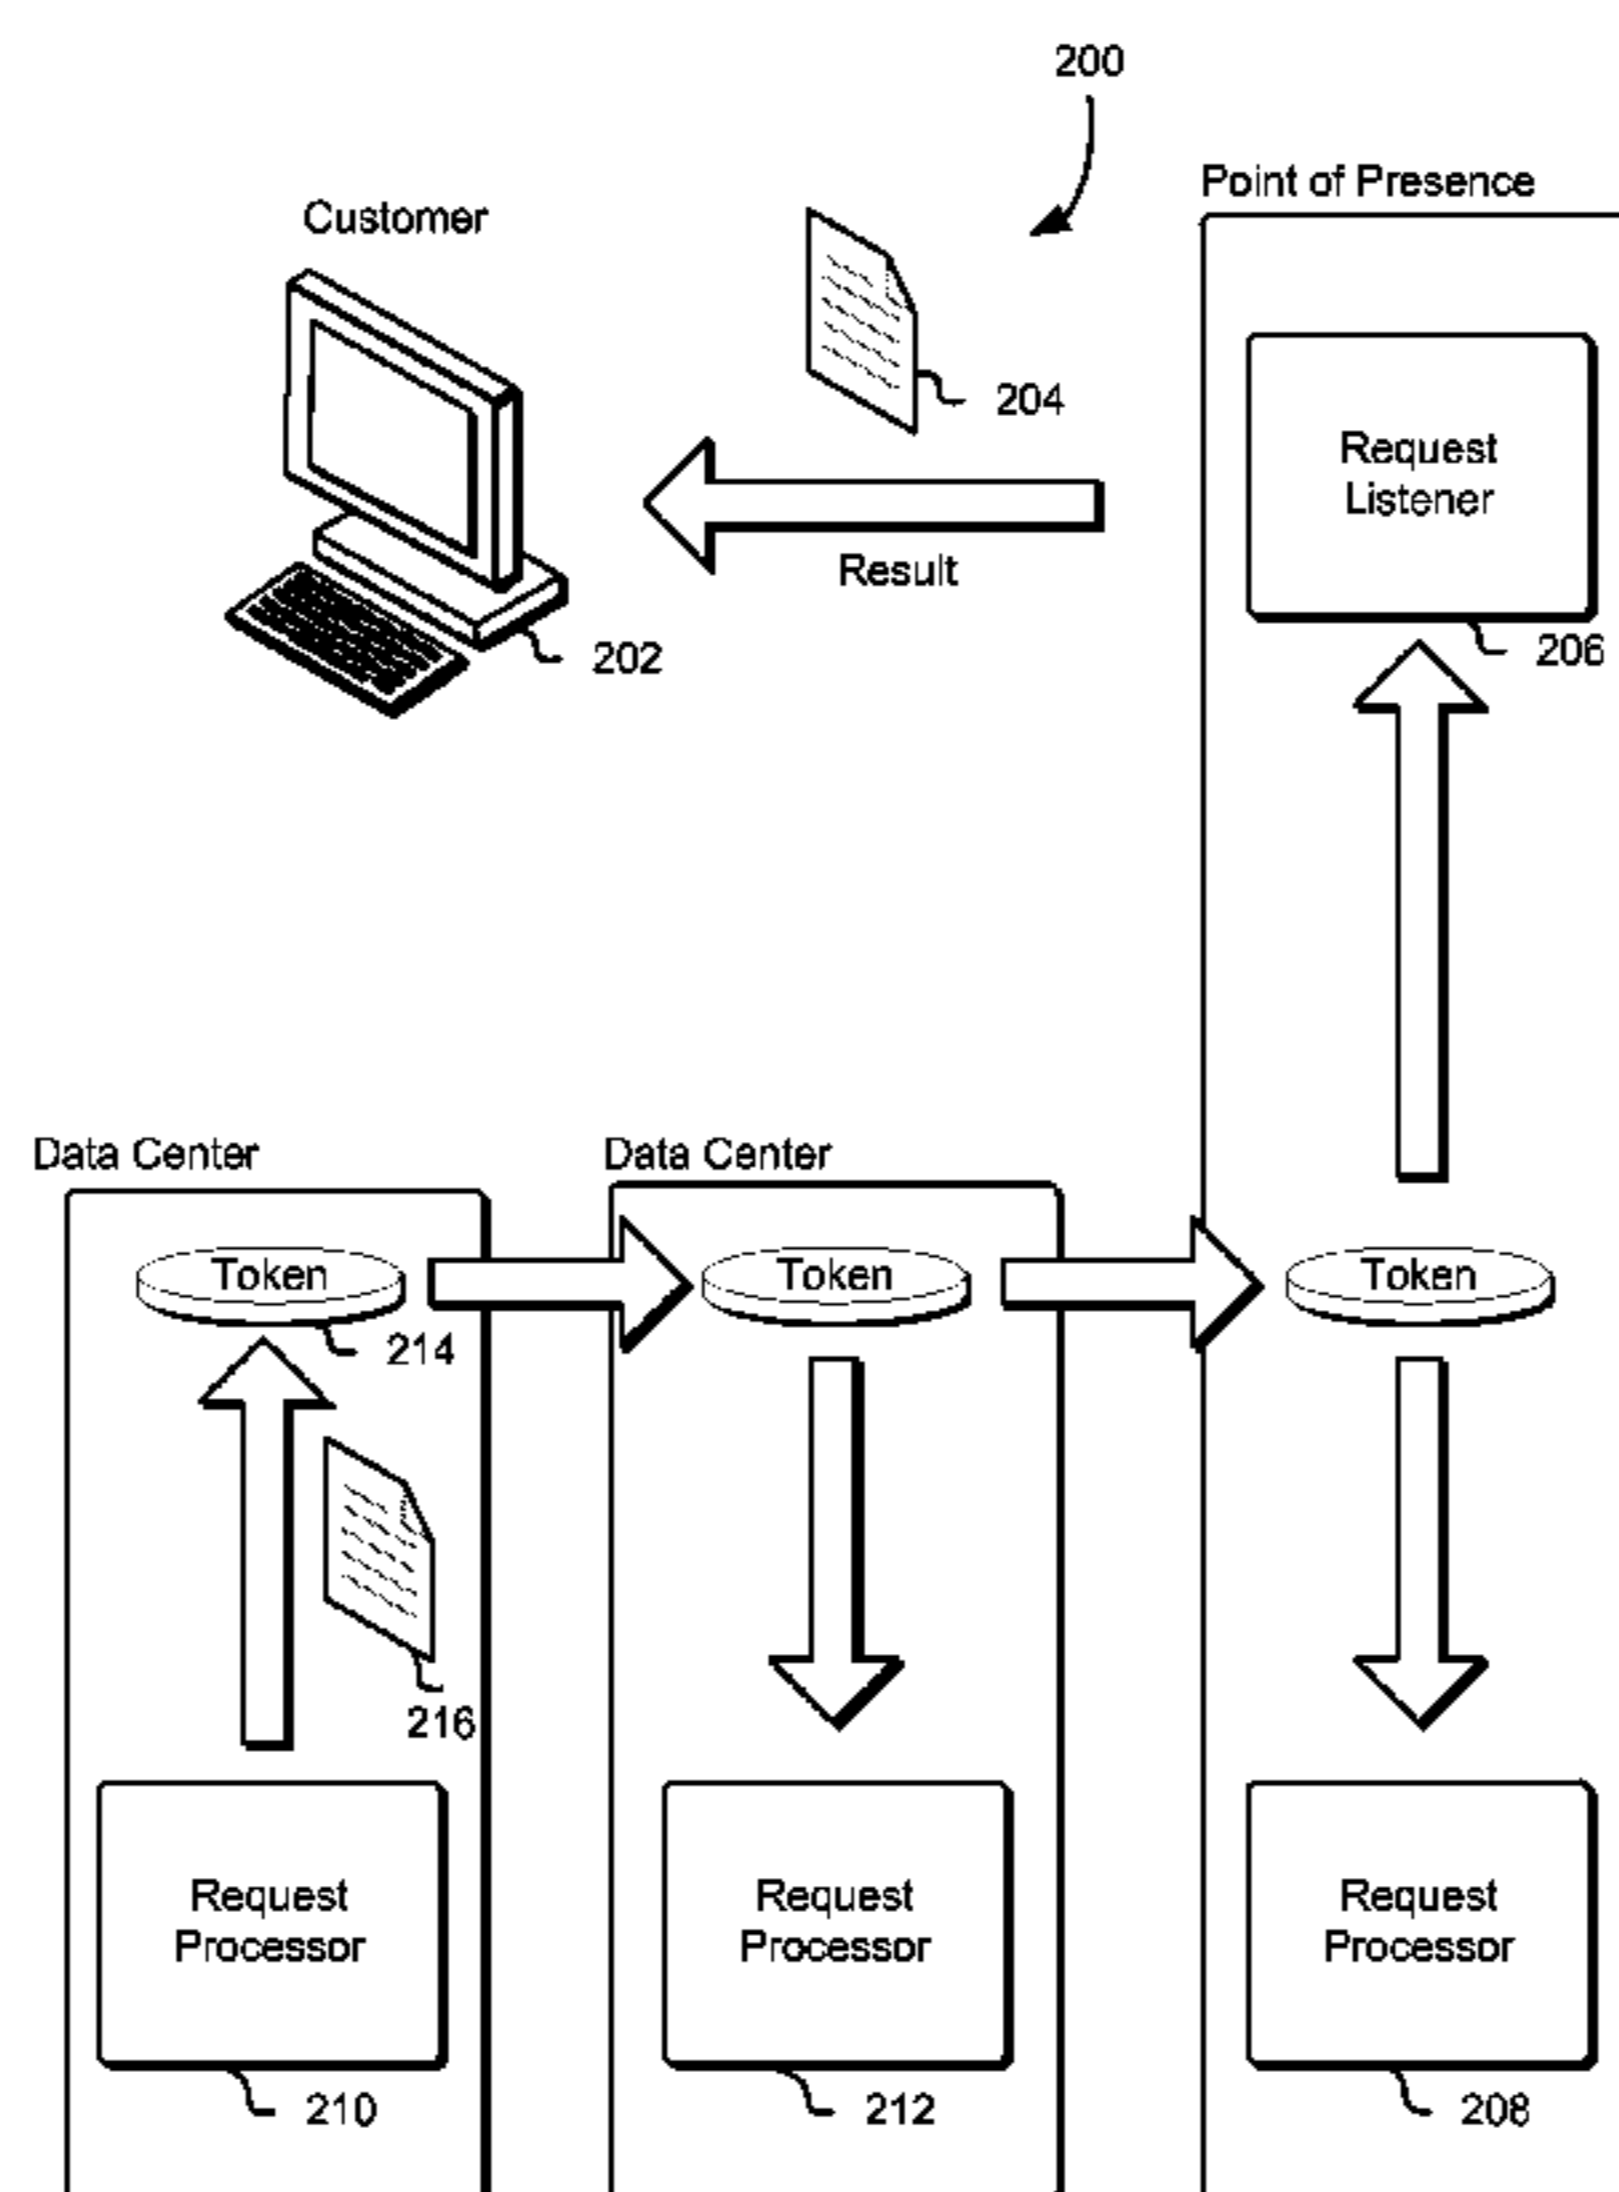 200
Point of Presence
Customer
204
Request
Listener
Result
202
206
Data Center
Data Center
Token
Token
Token
214
216
Request
Processor
Request
Processor
Request
Processor
210
212
208